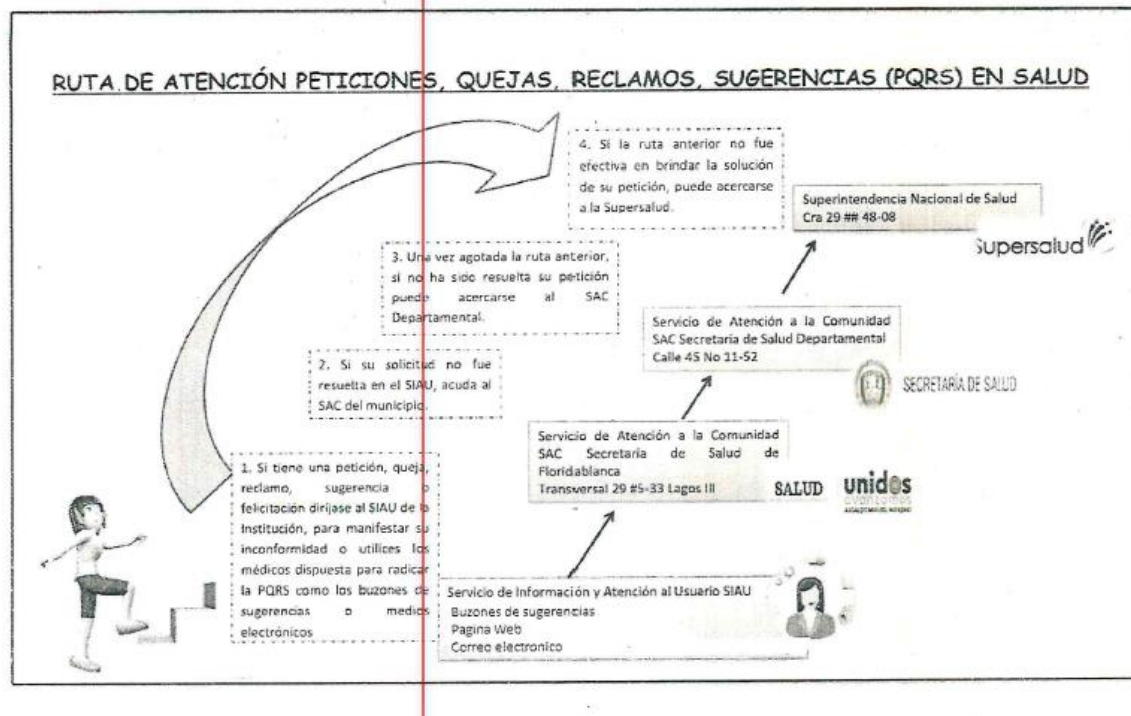 RUTA DE ATENCIÓN PETICIONES, QUEJAS, RECLAMOS, SUGERENCIAS (PQRS) EN SALUD
4. Si la ruta anterior no fue
efectiva en brindar la solución
de su petición, puede acercarse
a la Supersalud.
Superintendencia Nacional de Salud
Cra 29 ## 48-08
Supersalud
3. Una vez agotada la ruta anterior,
si no ha sido resuelta su petición
puede acercarse al SAC
Departamental.
Servicio de Atención a la Comunidad
SAC Secretaria de Salud Departamental
Calle 45 No 11-52
SECRETARÍA DE SALUD
2. Si su solicitud no fue
resuelta en el SIAU, acuda al
SAC del municipio.
Servicio de Atención a la Comunidad
SAC Secretaria de Salud de
Floridablanca
Transversal 29 #5-33 Lagos III
SALUD
unidos
avanzamos
1. Si tiene una petición, queja,
reclamo, sugerencia o
felicitación diríjase al SIAU de la
Institución, para manifestar su
inconformidad o utilices los
médicos dispuesta para radicar
la PQRS como los buzones de
sugerencias o medios
electrónicos
Servicio de Información y Atención al Usuario SIAU
Buzones de sugerencias
Pagina Web
Correo electronico